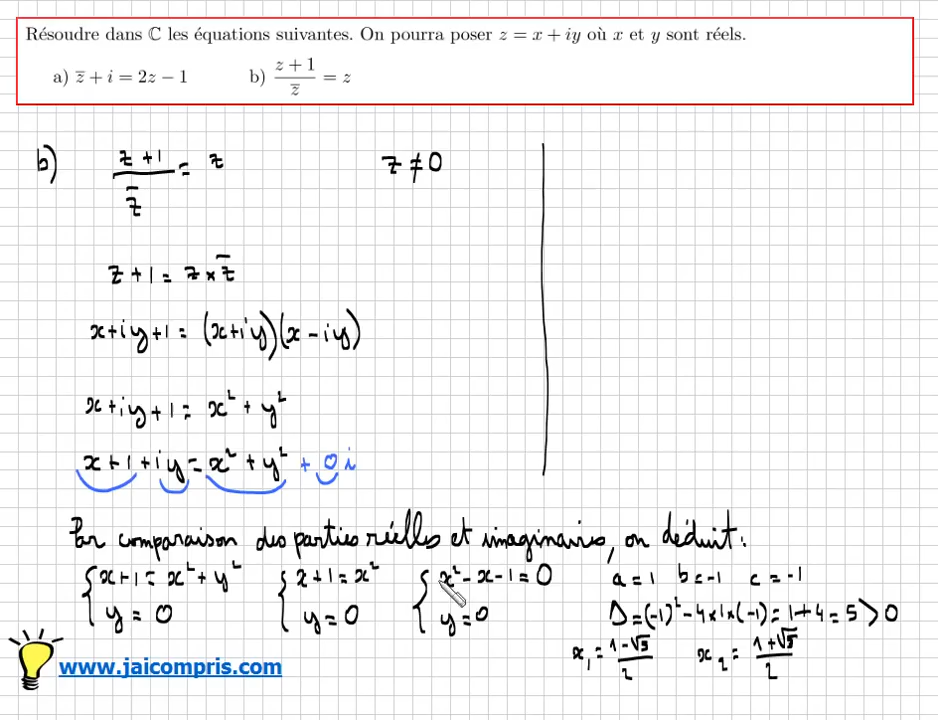 Résoudre dans ℂ les équations suivantes. On pourra poser z = x + iy où x et y sont réels.
a) z̅ + i = 2z − 1 b) (z + 1)/z̅ = z
b) (z + 1)/z̅ = z z ≠ 0
z + 1 = z × z̅
x + iy + 1 = (x + iy)(x − iy)
x + iy + 1 = x² + y²
x + 1 + iy = x² + y² + 0i
Par comparaison des parties réelles et imaginaires, on déduit :
{ x + 1 = x² + y² { x + 1 = x² { x² − x − 1 = 0 a = 1 b = −1 c = −1
y = 0 y = 0 y = 0 Δ = (−1)² − 4 × 1 × (−1) = 1 + 4 = 5 > 0
x₁ = (1 − √5)/2 x₂ = (1 + √5)/2
www.jaicompris.com